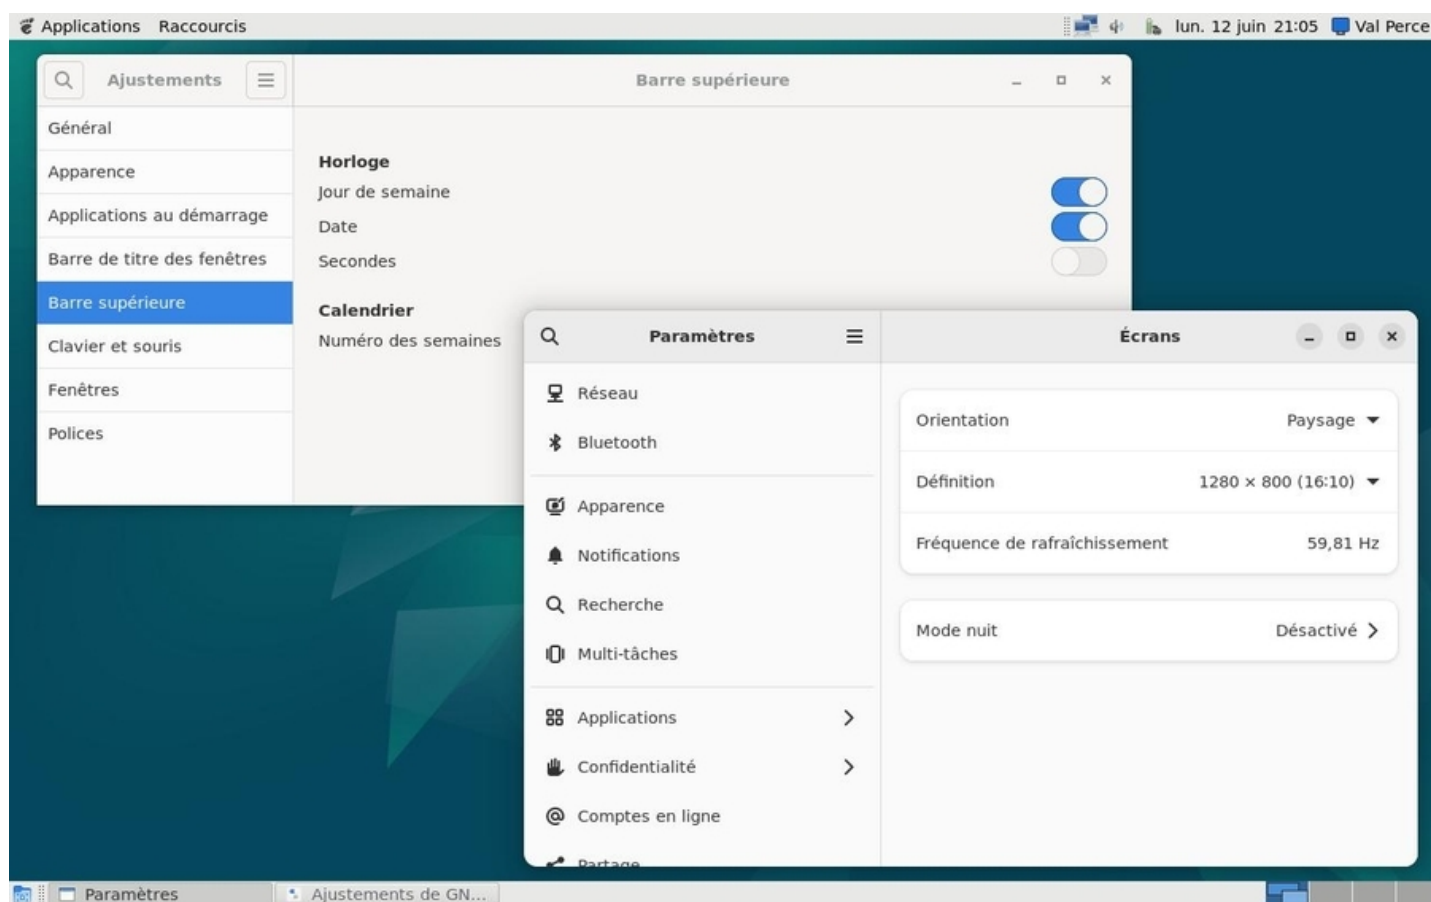 Applications Raccourcis lun. 12 juin 21:05 Val Perce
Ajustements
Barre supérieure
Général
Apparence
Applications au démarrage
Barre de titre des fenêtres
Barre supérieure
Clavier et souris
Fenêtres
Polices
Horloge
Jour de semaine
Date
Secondes
Calendrier
Numéro des semaines
Paramètres
Écrans
Réseau
Bluetooth
Apparence
Notifications
Recherche
Multi-tâches
Applications
Confidentialité
Comptes en ligne
Partage
Orientation Paysage
Définition 1280 × 800 (16∶10)
Fréquence de rafraîchissement 59,81 Hz
Mode nuit Désactivé
Paramètres Ajustements de GN...